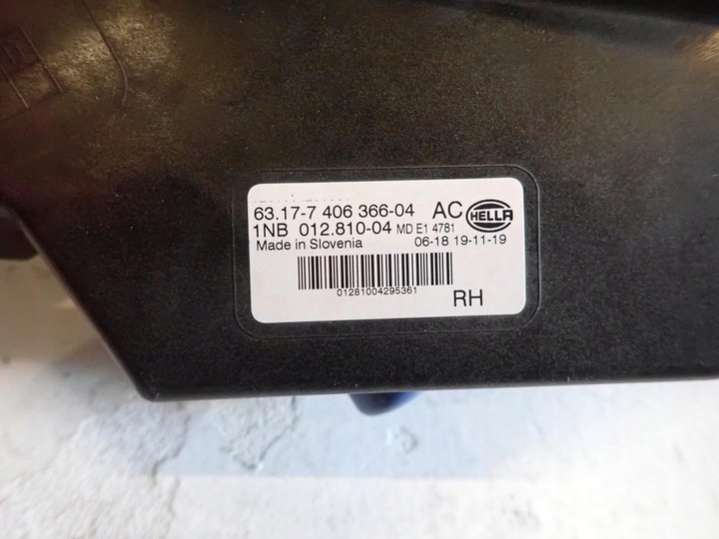 63.17-7 406 366-04 AC HELLA
1NB 012.810-04 MD E1 4781
Made in Slovenia 06-18 19-11-19
01281004295361
RH